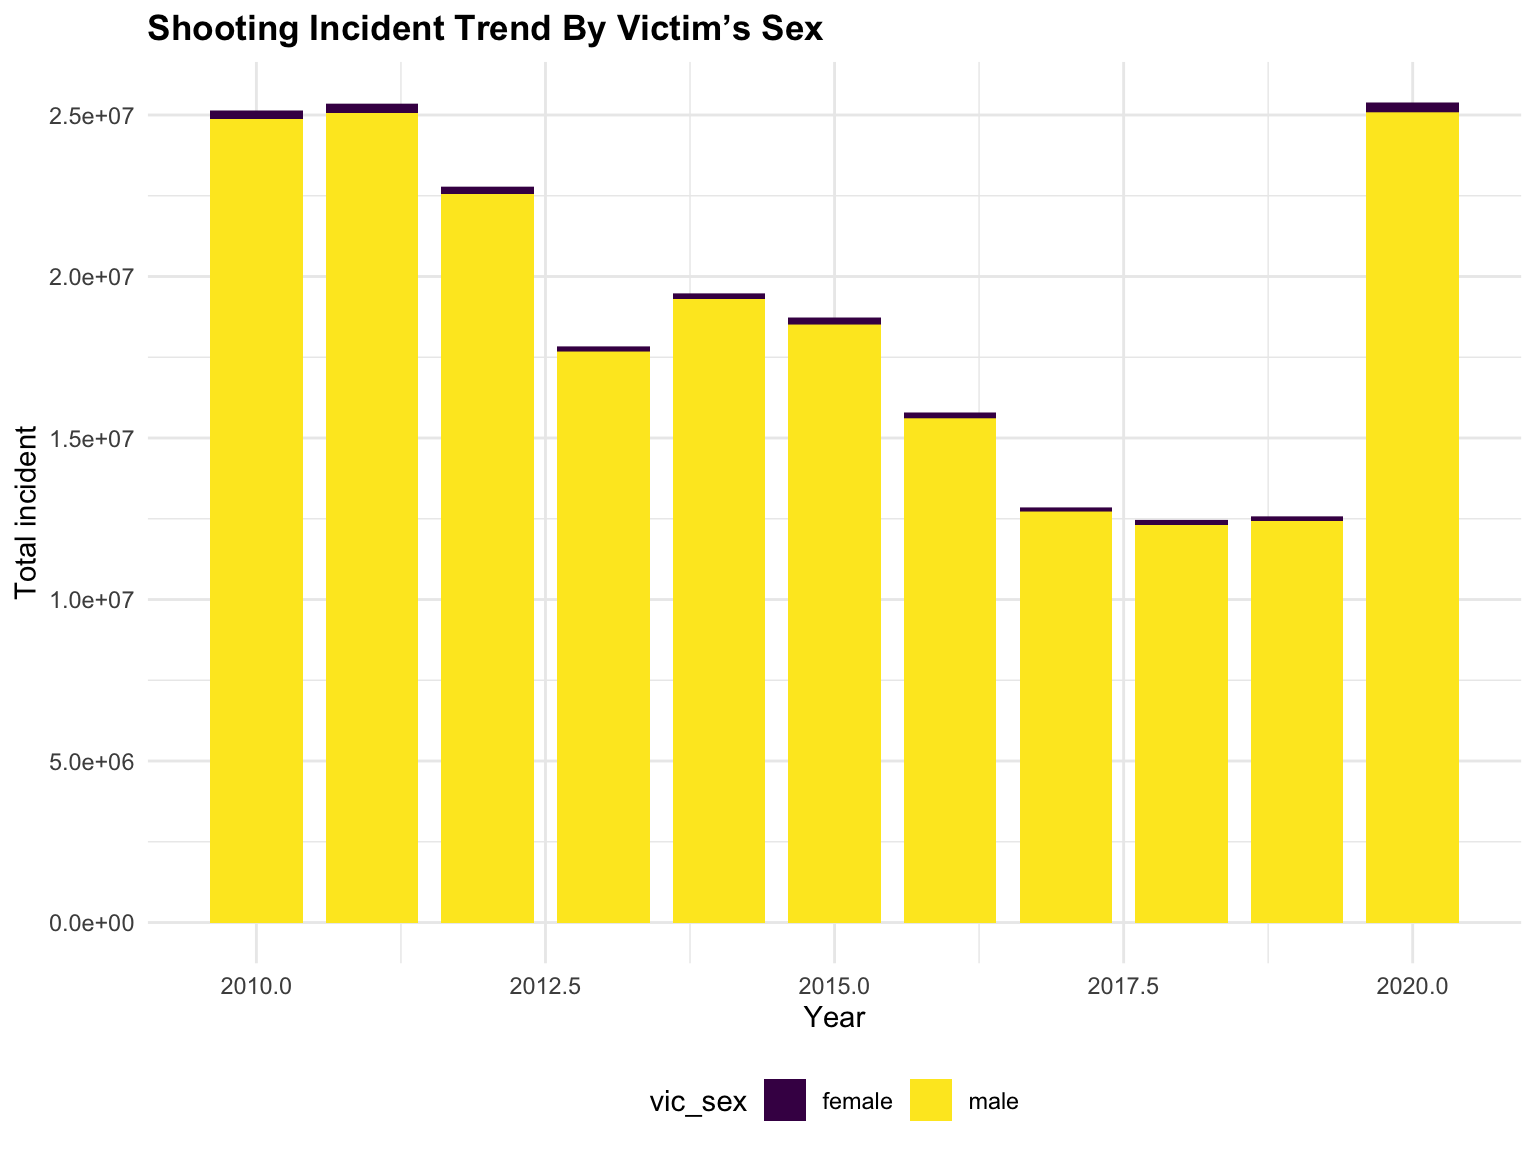 Shooting Incident Trend By Victim’s Sex
2.5e+07
2.0e+07
1.5e+07
1.0e+07
5.0e+06
0.0e+00
Total incident
2010.0 2012.5 2015.0 2017.5 2020.0
Year
vic_sex female male